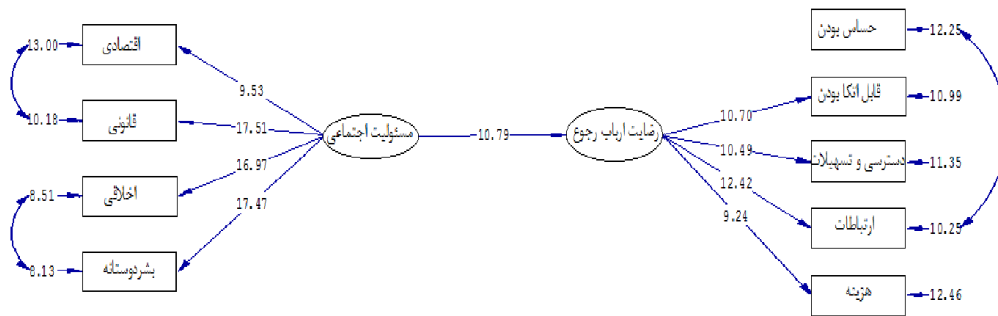 13.00
اقتصادی
10.18
قانونی
8.51
اخلاقی
8.13
بشردوستانه
9.53
17.51
16.97
17.47
مسئولیت اجتماعی
10.79
رضایت ارباب رجوع
10.70
10.49
12.42
9.24
حساس بودن
12.25
قابل اتکا بودن
10.99
دسترسی و تسهیلات
11.35
ارتباطات
10.25
هزینه
12.46